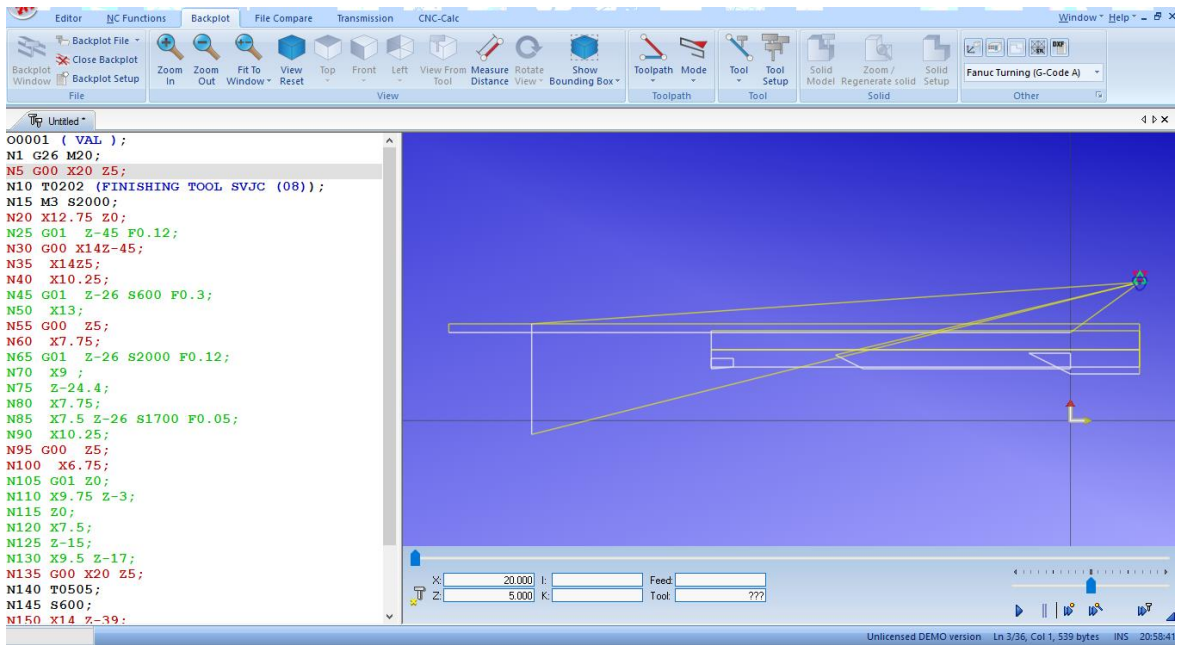 Editor NC Functions Backplot File Compare Transmission CNC-Calc Window Help
Backplot Window
Backplot File
Close Backplot
Backplot Setup
File
Zoom In
Zoom Out
Fit To Window
View Reset
Top
Front
Left
View From Tool
Measure Distance
Rotate View
Show Bounding Box
View
Toolpath
Mode
Toolpath
Tool
Tool Setup
Tool
Solid Model
Zoom / Regenerate solid
Solid Setup
Solid
DXF
Fanuc Turning (G-Code A)
Other
Untitled *
O0001 ( VAL );
N1 G26 M20;
N5 G00 X20 Z5;
N10 T0202 (FINISHING TOOL SVJC (08));
N15 M3 S2000;
N20 X12.75 Z0;
N25 G01 Z-45 F0.12;
N30 G00 X14Z-45;
N35 X14Z5;
N40 X10.25;
N45 G01 Z-26 S600 F0.3;
N50 X13;
N55 G00 Z5;
N60 X7.75;
N65 G01 Z-26 S2000 F0.12;
N70 X9 ;
N75 Z-24.4;
N80 X7.75;
N85 X7.5 Z-26 S1700 F0.05;
N90 X10.25;
N95 G00 Z5;
N100 X6.75;
N105 G01 Z0;
N110 X9.75 Z-3;
N115 Z0;
N120 X7.5;
N125 Z-15;
N130 X9.5 Z-17;
N135 G00 X20 Z5;
N140 T0505;
N145 S600;
N150 X14 Z-39;
X: 20.000 I: Feed:
Z: 5.000 K: Tool: ???
Unlicensed DEMO version Ln 3/36, Col 1, 539 bytes INS 20:58:41